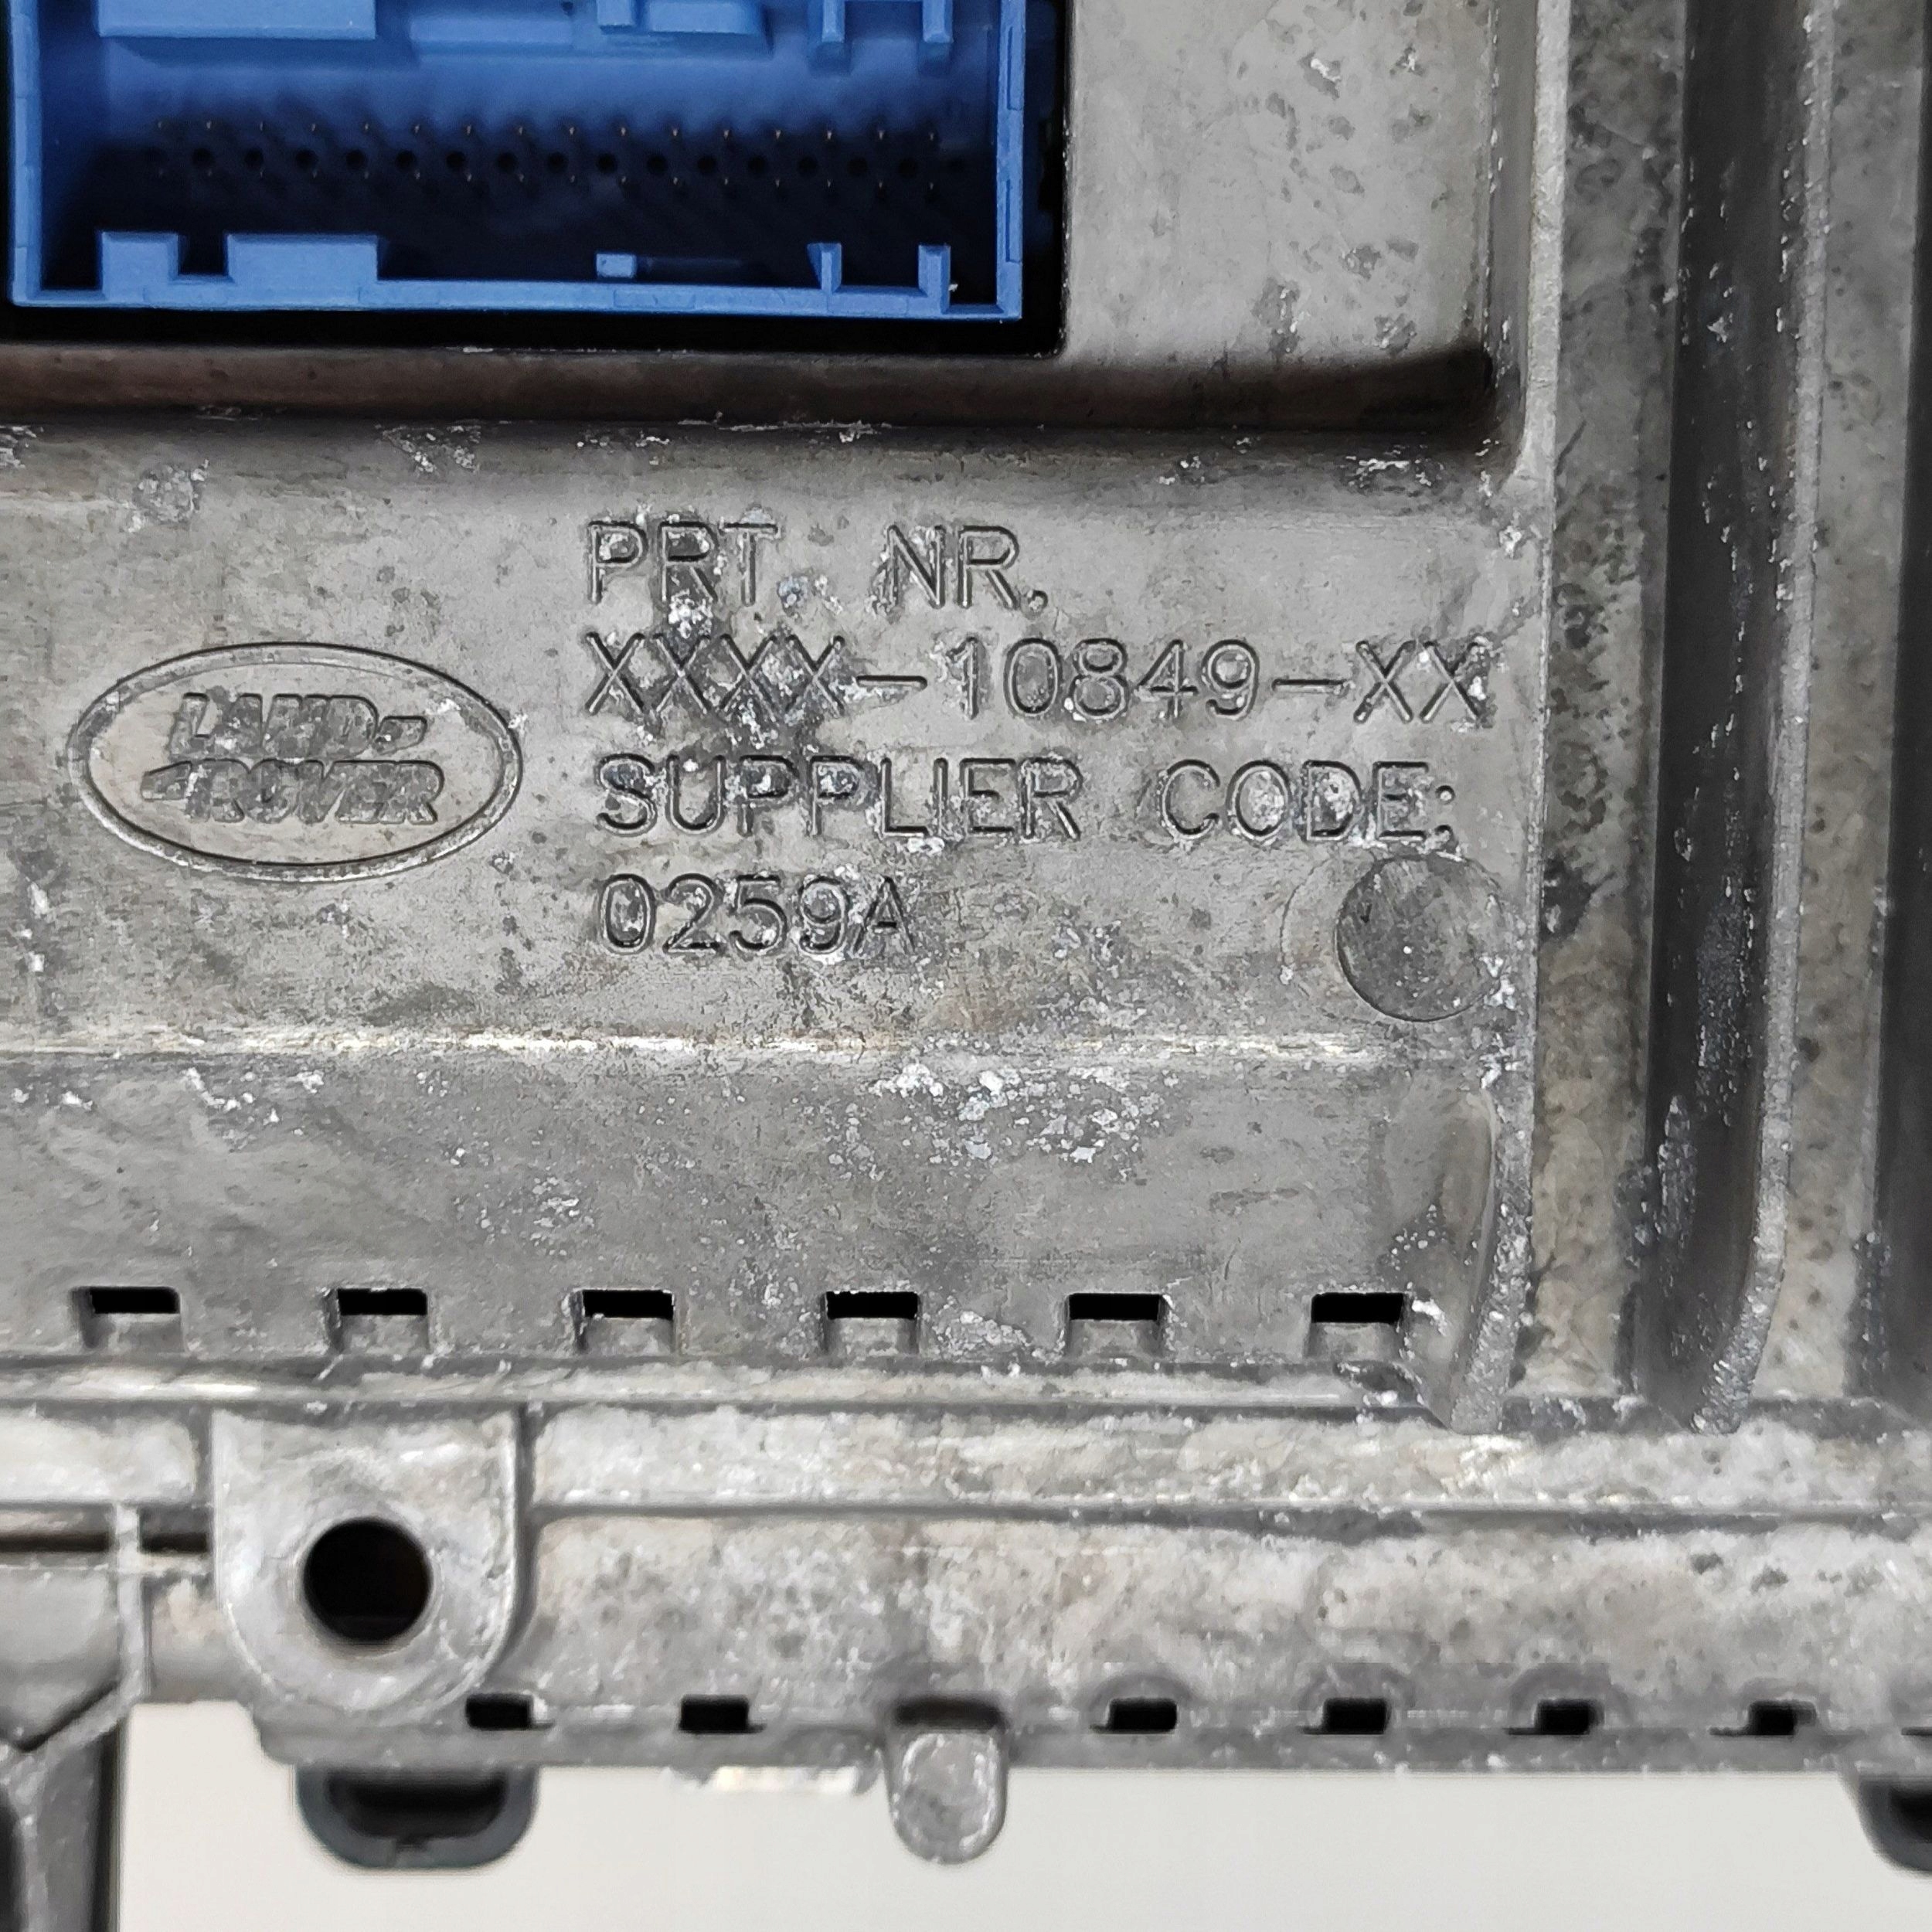 PRT. NR.
XXXX-10849-XX
LAND-
-ROVER
SUPPLIER CODE:
0259A